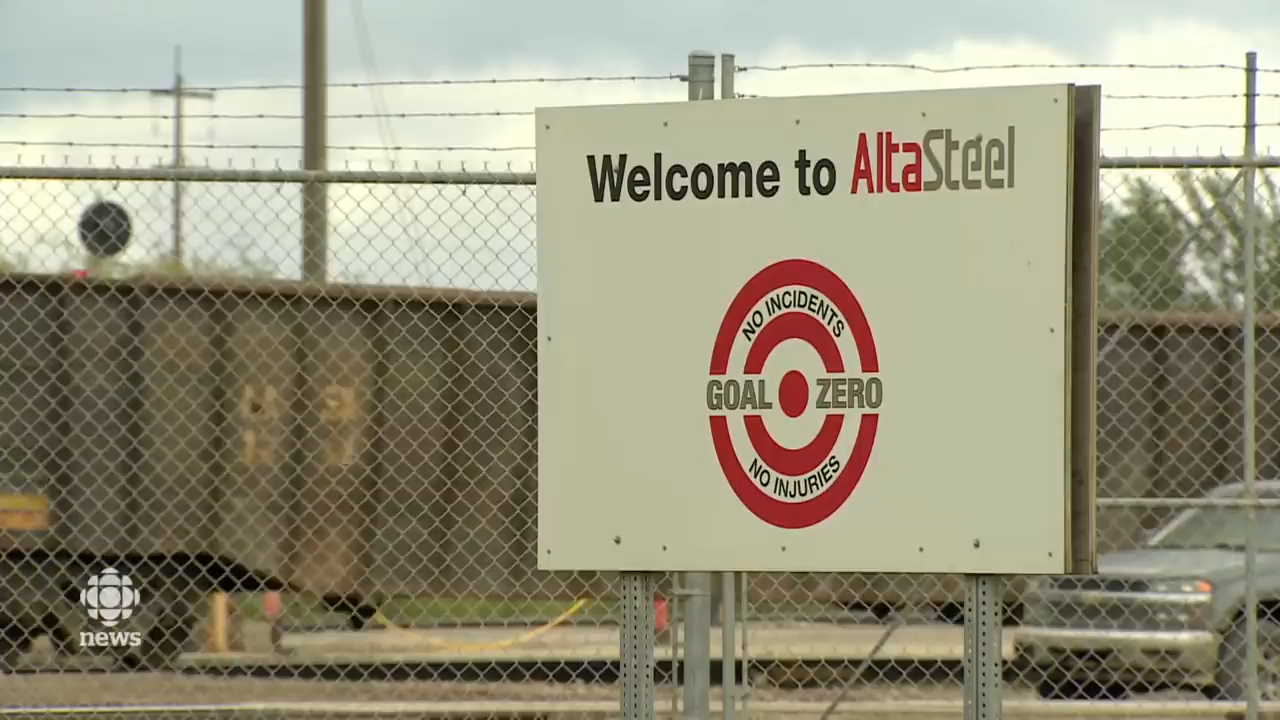 Welcome to AltaSteel
NO INCIDENTS
GOAL ZERO
NO INJURIES
news